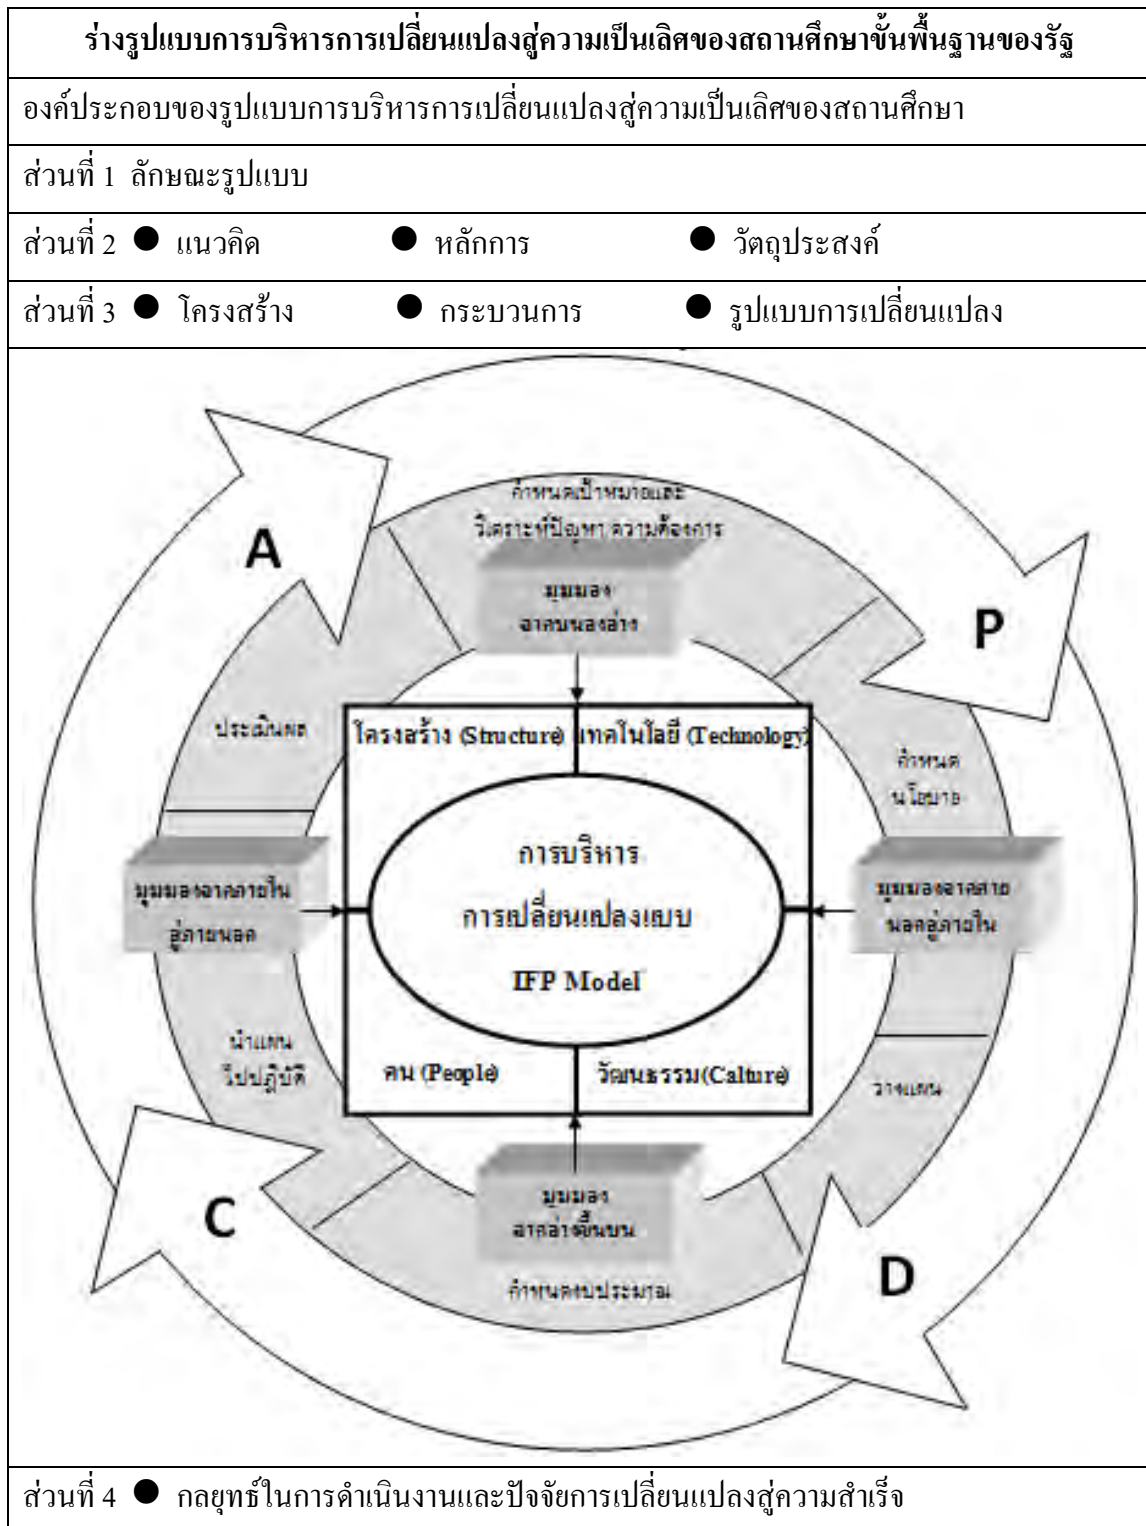 ร่างรูปแบบการบริหารการเปลี่ยนแปลงสู่ความเป็นเลิศของสถานศึกษาขั้นพื้นฐานของรัฐ
องค์ประกอบของรูปแบบการบริหารการเปลี่ยนแปลงสู่ความเป็นเลิศของสถานศึกษา
ส่วนที่ 1 ลักษณะรูปแบบ
ส่วนที่ 2 ● แนวคิด ● หลักการ ● วัตถุประสงค์
ส่วนที่ 3 ● โครงสร้าง ● กระบวนการ ● รูปแบบการเปลี่ยนแปลง
กำหนดเป้าหมายและ
วิเคราะห์ปัญหา ความต้องการ
A
มุมมอง
จากบนลงล่าง
P
ประเมินผล
โครงสร้าง (Structure)
เทคโนโลยี (Technology)
กำหนด
นโยบาย
การบริหาร
การเปลี่ยนแปลงแบบ
IFP Model
มุมมองจากภายใน
สู่ภายนอก
มุมมองจากภาย
นอกสู่ภายใน
นำแผน
ไปปฏิบัติ
คน (People)
วัฒนธรรม(Calture)
วางแผน
มุมมอง
จากล่างขึ้นบน
C
D
กำหนดงบประมาณ
ส่วนที่ 4 ● กลยุทธ์ในการดำเนินงานและปัจจัยการเปลี่ยนแปลงสู่ความสำเร็จ